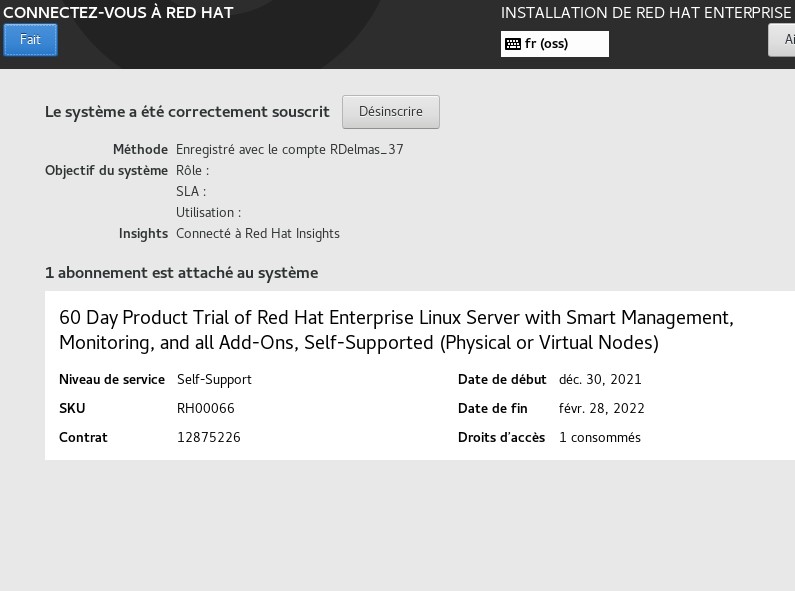 CONNECTEZ-VOUS À RED HAT
INSTALLATION DE RED HAT ENTERPRISE
Fait
fr (oss)
Ai
Le système a été correctement souscrit
Désinscrire
Méthode Enregistré avec le compte RDelmas_37
Objectif du système Rôle :
SLA :
Utilisation :
Insights Connecté à Red Hat Insights
1 abonnement est attaché au système
60 Day Product Trial of Red Hat Enterprise Linux Server with Smart Management,
Monitoring, and all Add-Ons, Self-Supported (Physical or Virtual Nodes)
Niveau de service Self-Support Date de début déc. 30, 2021
SKU RH00066 Date de fin févr. 28, 2022
Contrat 12875226 Droits d'accès 1 consommés